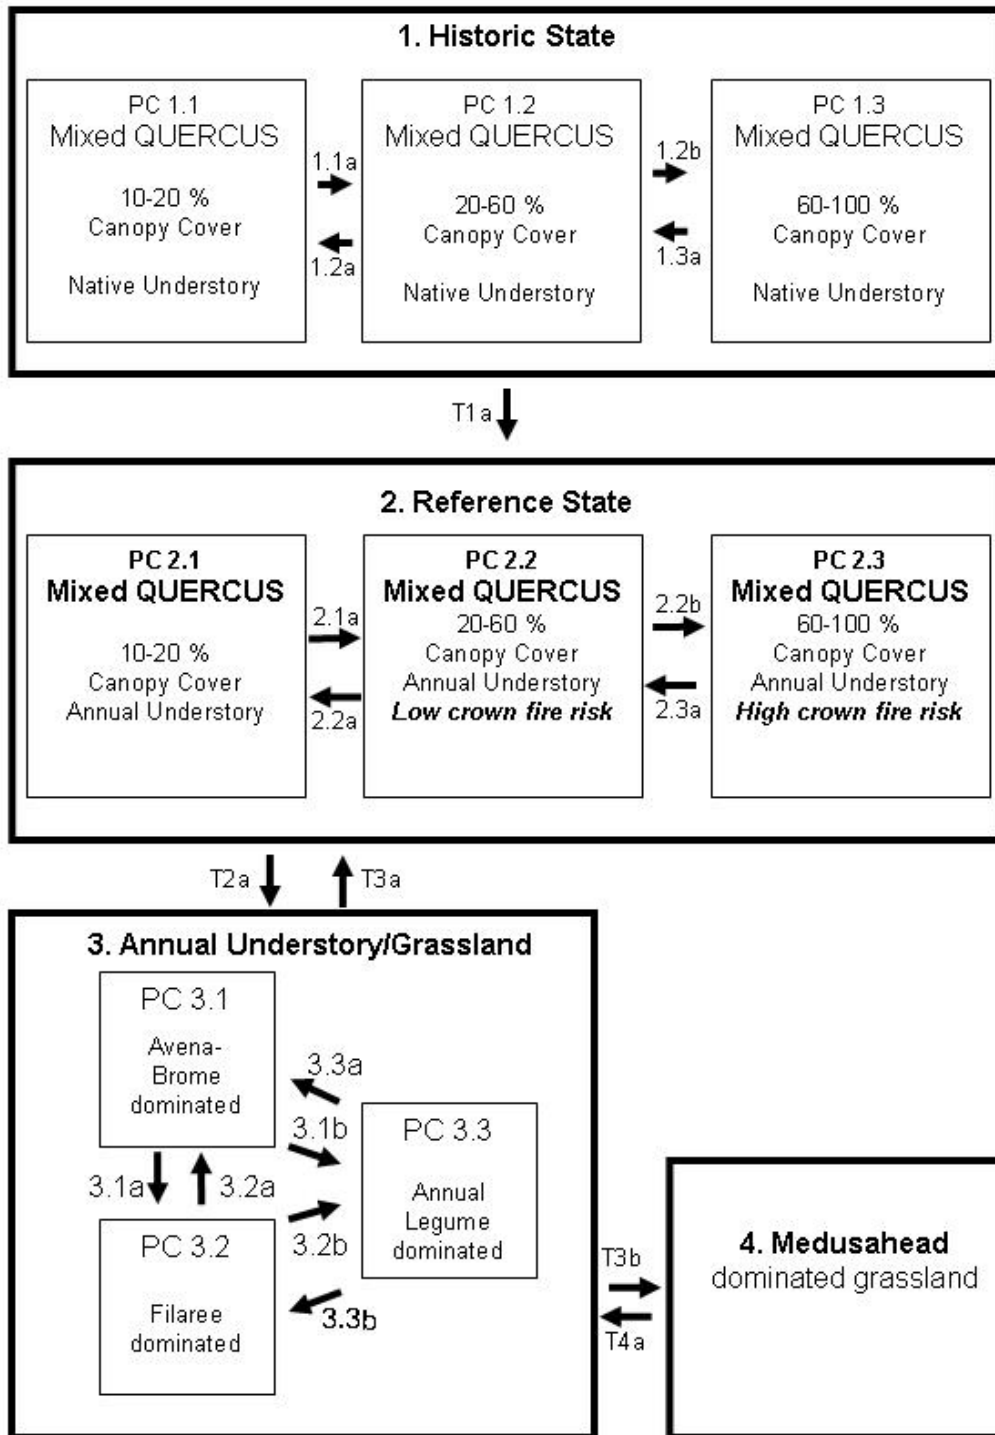 1. Historic State
PC 1.1
Mixed QUERCUS
10-20 %
Canopy Cover
Native Understory
1.1a
1.2a
PC 1.2
Mixed QUERCUS
20-60 %
Canopy Cover
Native Understory
1.2b
1.3a
PC 1.3
Mixed QUERCUS
60-100 %
Canopy Cover
Native Understory
T1a
2. Reference State
PC 2.1
Mixed QUERCUS
10-20 %
Canopy Cover
Annual Understory
2.1a
2.2a
PC 2.2
Mixed QUERCUS
20-60 %
Canopy Cover
Annual Understory
Low crown fire risk
2.2b
2.3a
PC 2.3
Mixed QUERCUS
60-100 %
Canopy Cover
Annual Understory
High crown fire risk
T2a
T3a
3. Annual Understory/Grassland
PC 3.1
Avena-
Brome
dominated
3.3a
3.1b
PC 3.3
Annual
Legume
dominated
3.1a
3.2a
PC 3.2
Filaree
dominated
3.2b
3.3b
T3b
T4a
4. Medusahead
dominated grassland